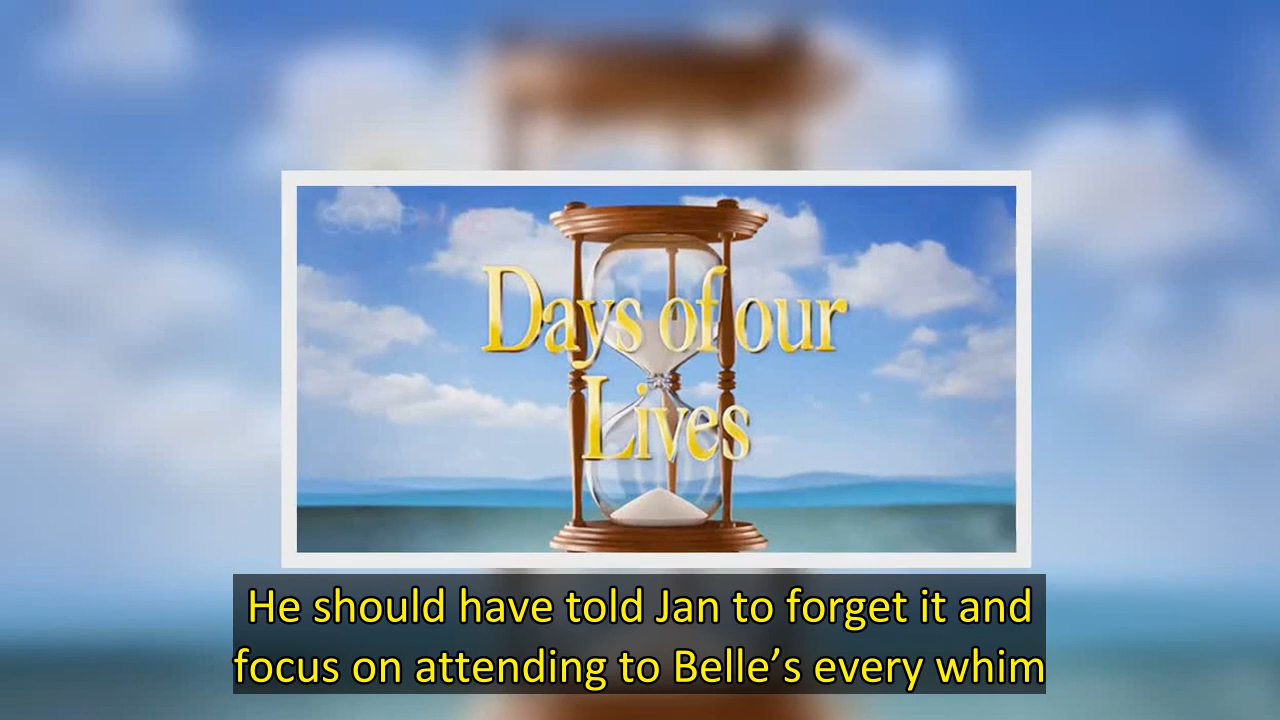 Days of our
Lives
He should have told Jan to forget it and
focus on attending to Belle’s every whim